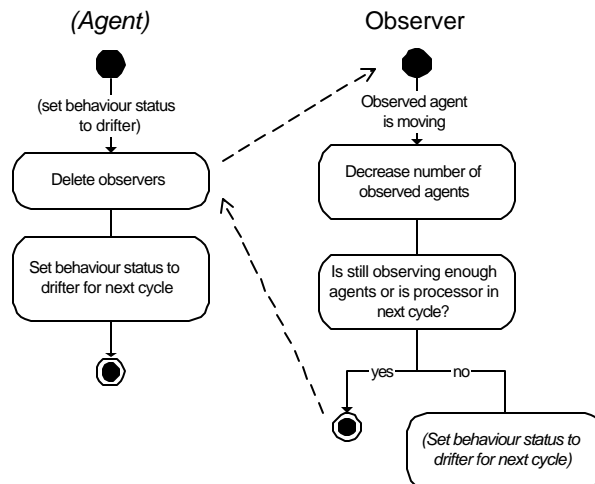 (Agent)
Observer
(set behaviour status
to drifter)
Delete observers
Set behaviour status to
drifter for next cycle
Observed agent
is moving
Decrease number of
observed agents
Is still observing enough
agents or is processor in
next cycle?
yes
no
(Set behaviour status to
drifter for next cycle)